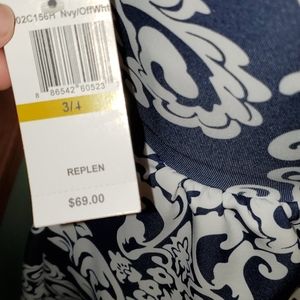 02C156H Nvy/OffWht
8 86542 60523
3/4
REPLEN
$69.00